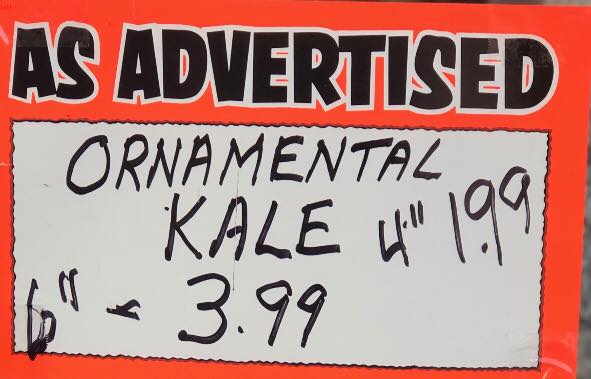 AS ADVERTISED
ORNAMENTAL
KALE 4" 1.99
6" - 3.99